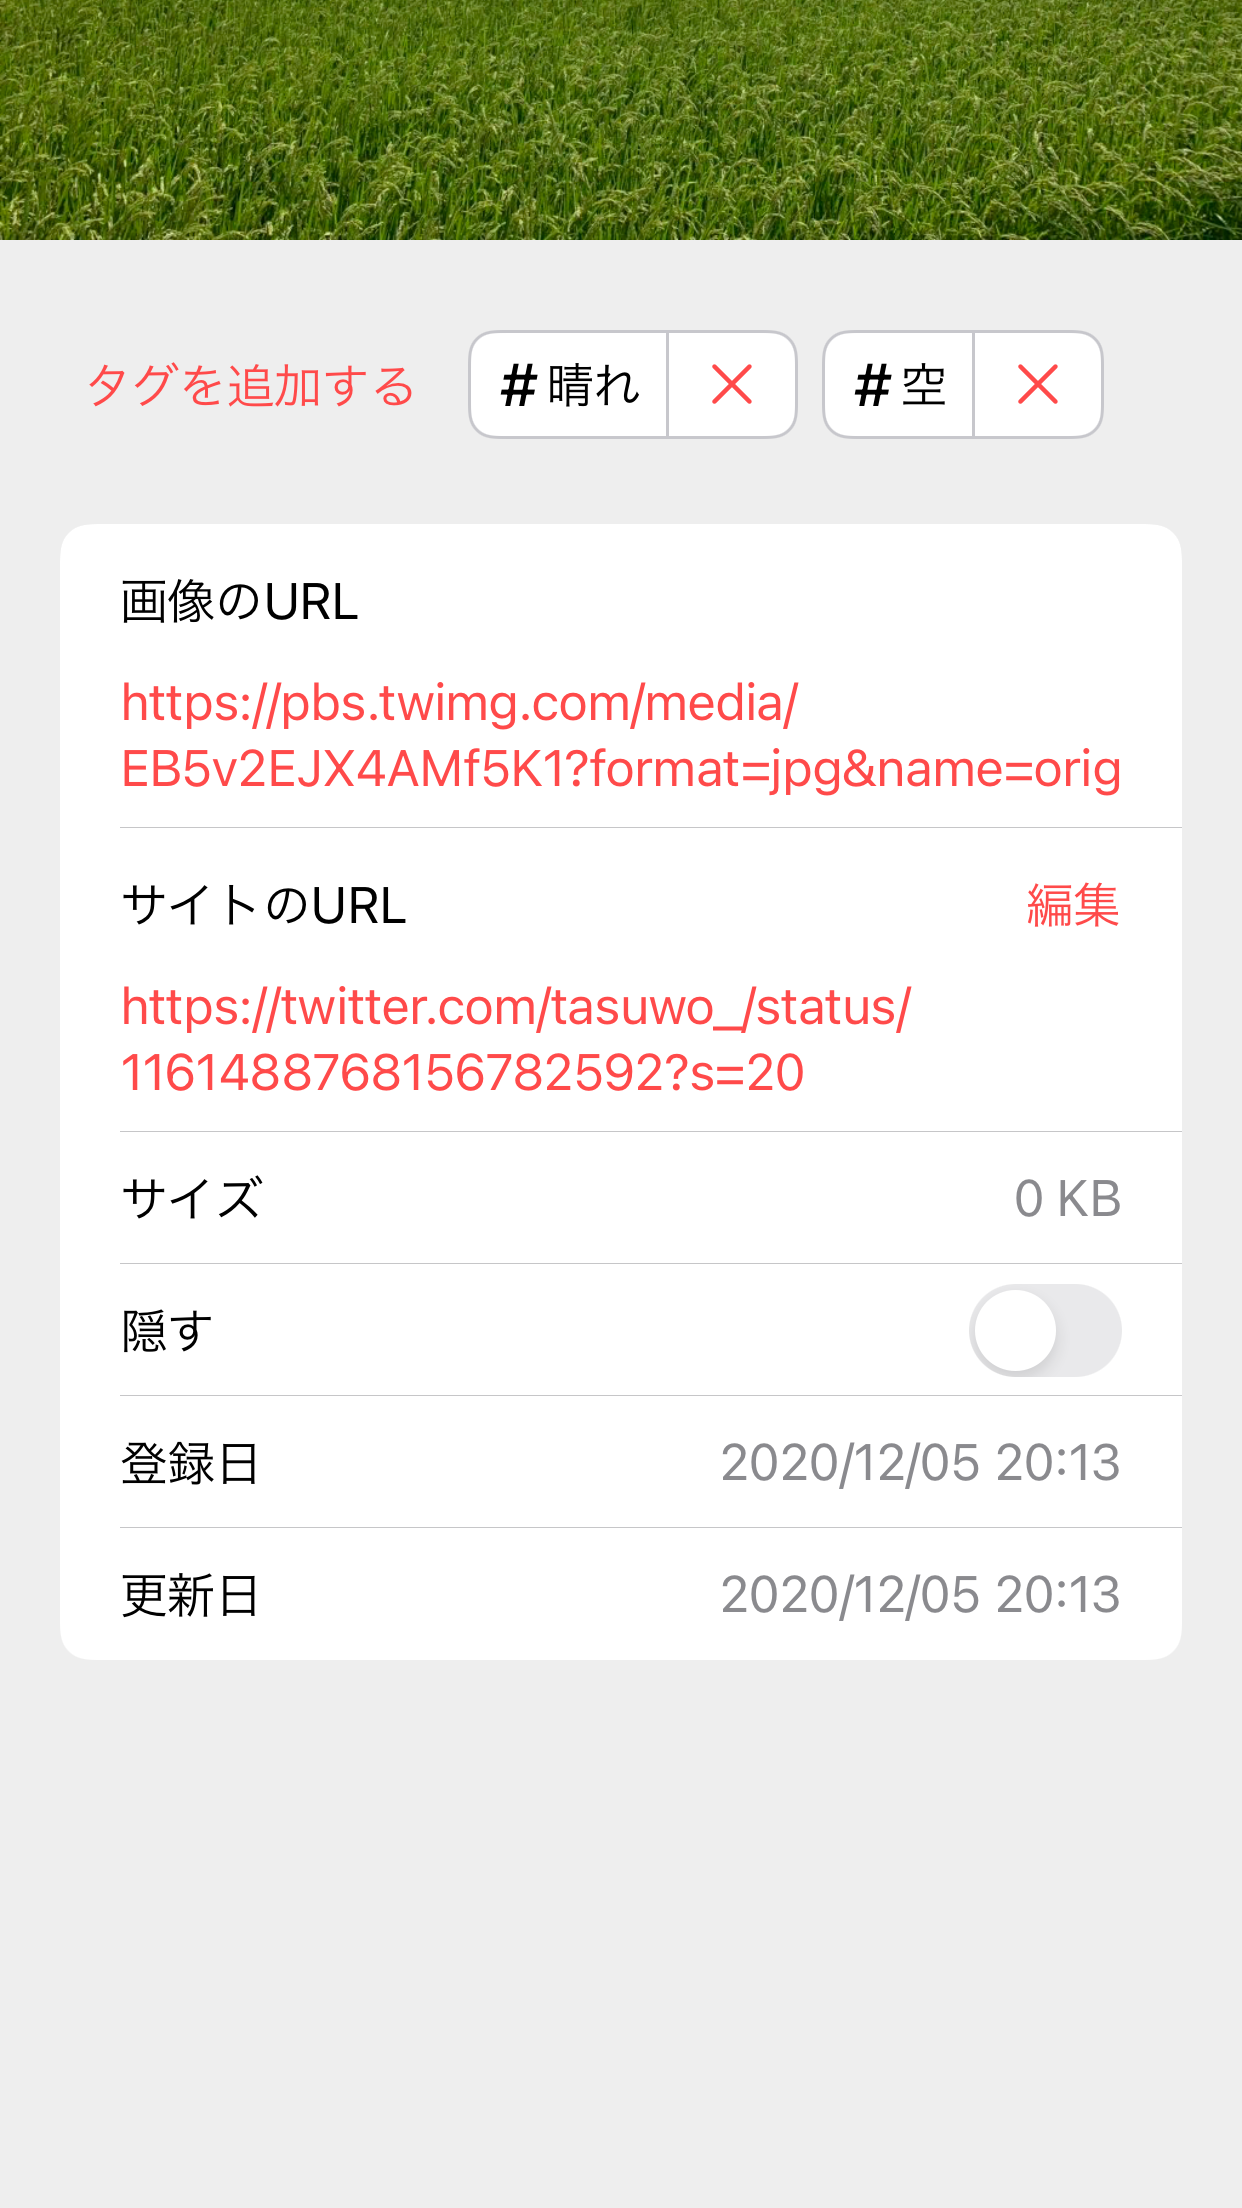 タグを追加する #晴れ #空
画像のURL
https://pbs.twimg.com/media/
EB5v2EJX4AMf5K1?format=jpg&name=orig
サイトのURL 編集
https://twitter.com/tasuwo_/status/
1161488768156782592?s=20
サイズ 0 KB
隠す
登録日 2020/12/05 20:13
更新日 2020/12/05 20:13